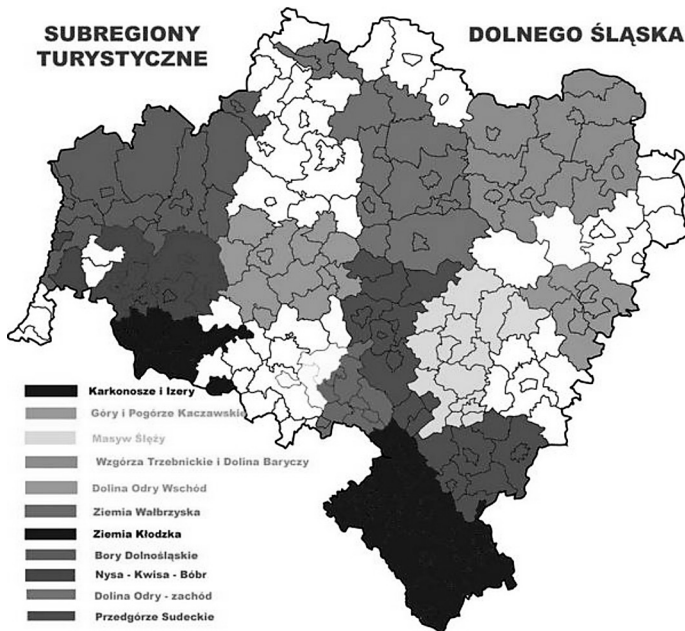 SUBREGIONY
TURYSTYCZNE
DOLNEGO ŚLĄSKA
Karkonosze i Izery
Góry i Pogórze Kaczawskie
Masyw Ślęży
Wzgórza Trzebnickie i Dolina Baryczy
Dolina Odry Wschód
Ziemia Wałbrzyska
Ziemia Kłodzka
Bory Dolnośląskie
Nysa - Kwisa - Bóbr
Dolina Odry - zachód
Przedgórze Sudeckie